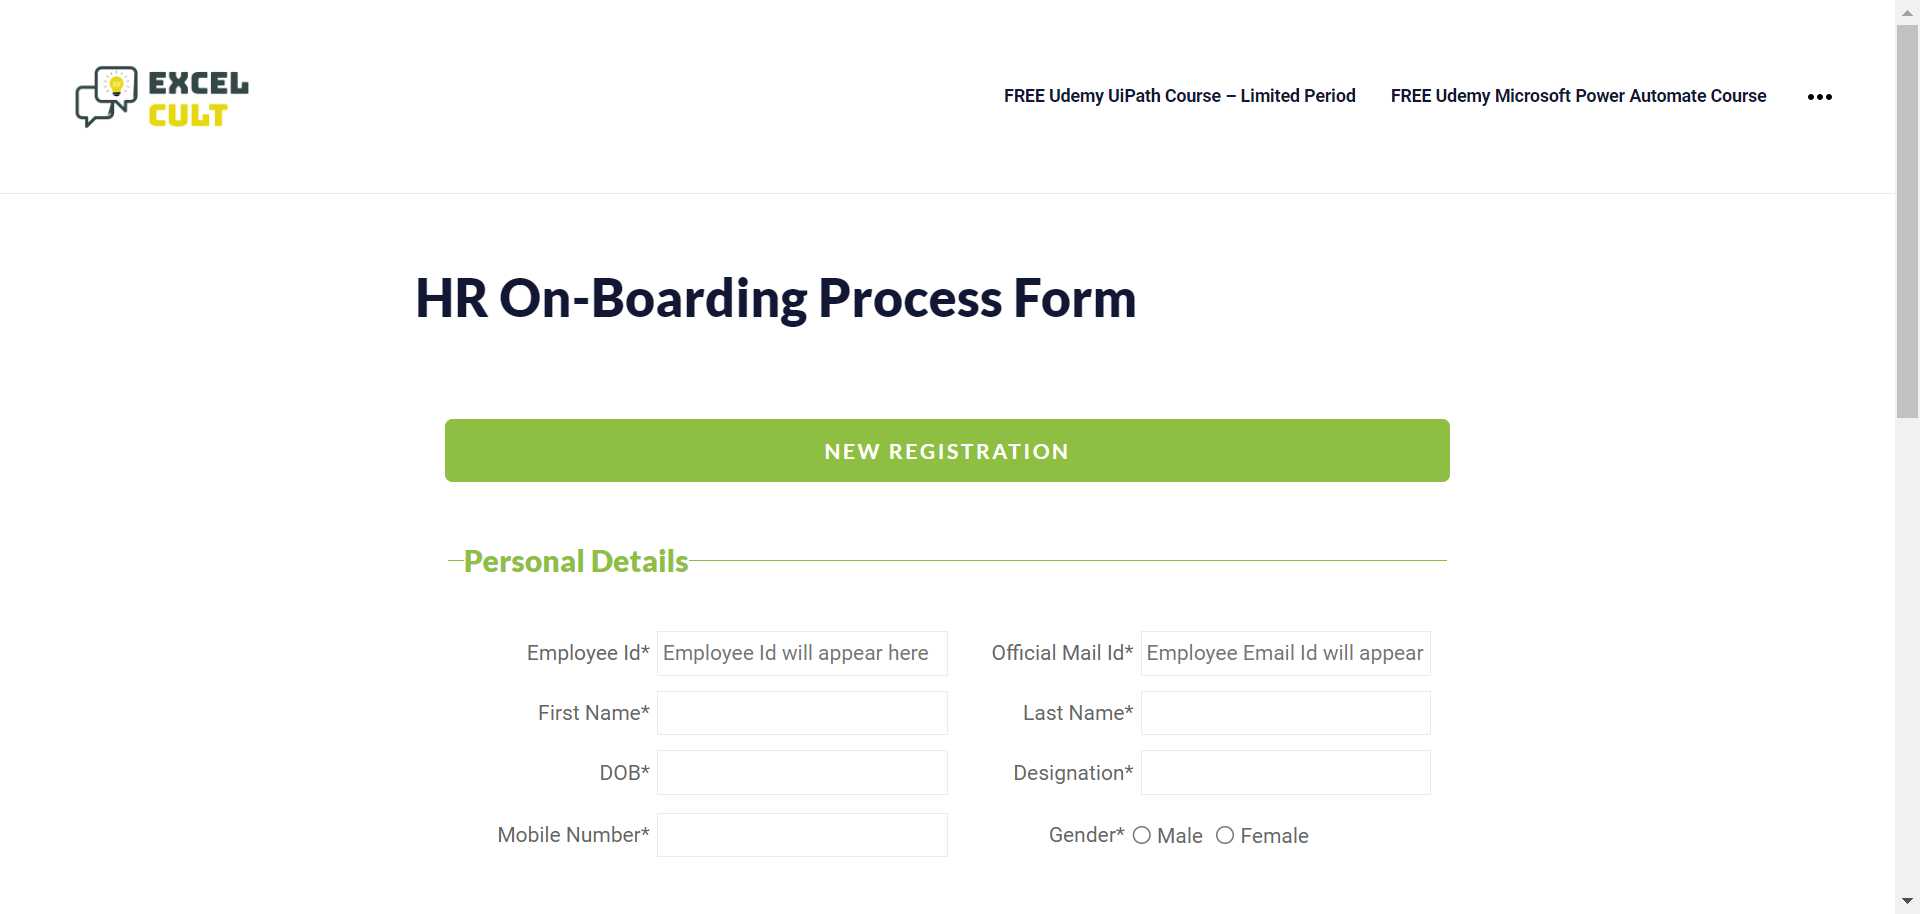 EXCEL
CULT
FREE Udemy UiPath Course – Limited Period
FREE Udemy Microsoft Power Automate Course
HR On-Boarding Process Form
NEW REGISTRATION
Personal Details
Employee Id* Employee Id will appear here Official Mail Id* Employee Email Id will appear
First Name* Last Name*
DOB* Designation*
Mobile Number* Gender* Male Female